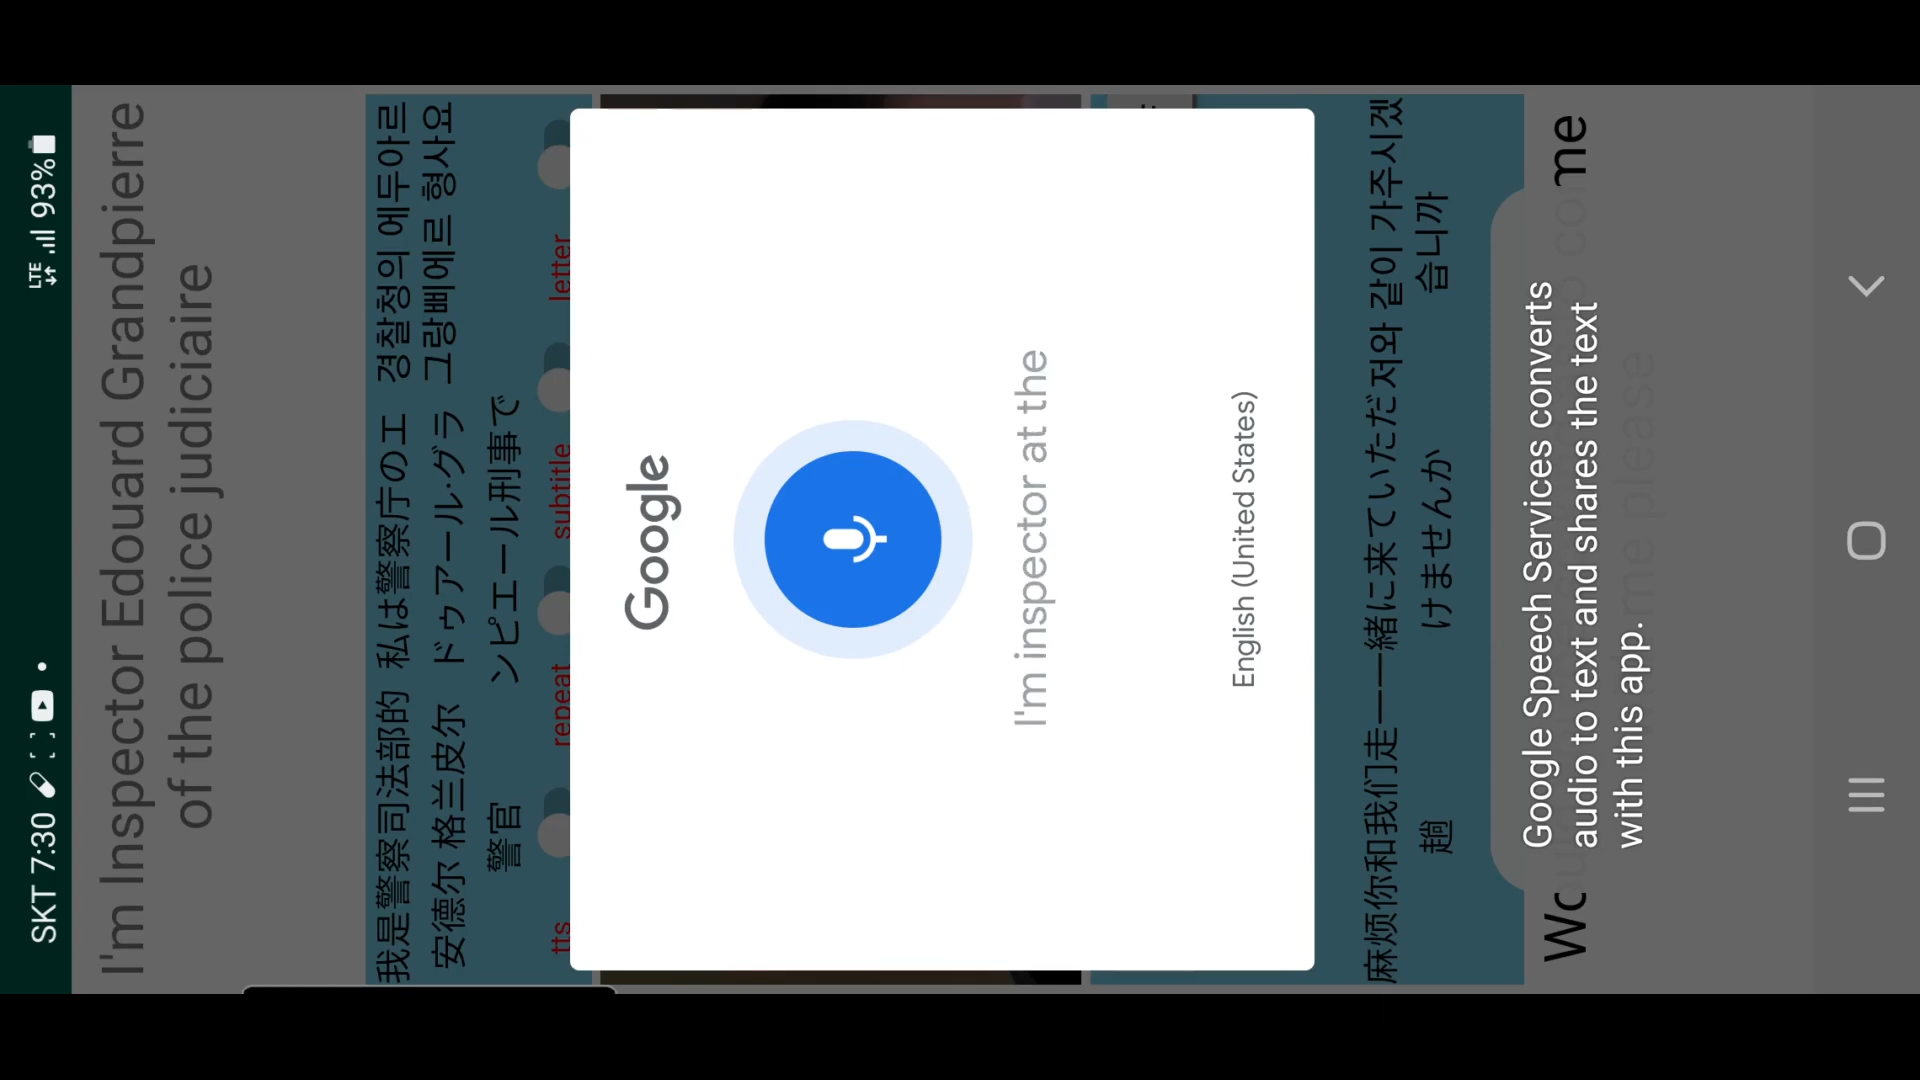 SKT 7:30
LTE
93%
I'm Inspector Edouard Grandpierre
of the police judiciaire
我是警察司法部的
安德尔 格兰皮尔
警官
私は警察庁のエ
ドゥアール·グラ
ンピエール刑事で
경찰청의 에두아르
그랑삐에르 형사요
tts
repeat
subtitle
letter
Google
I'm inspector at the
English (United States)
麻烦你和我们走一
趟
一緒に来ていただ
けませんか
저와 같이 가주시겠
습니까
me
me please
Google Speech Services converts
audio to text and shares the text
with this app.